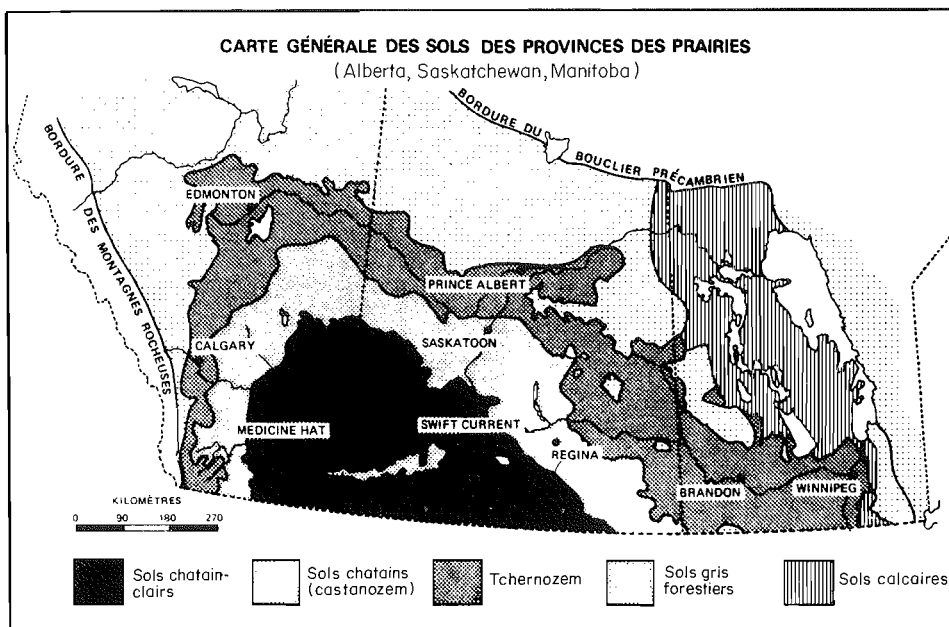 CARTE GÉNÉRALE DES SOLS DES PROVINCES DES PRAIRIES
(Alberta, Saskatchewan, Manitoba)
BORDURE DU
BOUCLIER PRÉCAMBRIEN
BORDURE
DES MONTAGNES ROCHEUSES
EDMONTON
PRINCE ALBERT
CALGARY
SASKATOON
MEDICINE HAT
SWIFT CURRENT
REGINA
BRANDON
WINNIPEG
KILOMÈTRES
0 90 180 270
Sols chatain-
clairs
Sols chatains
(castanozem)
Tchernozem
Sols gris
forestiers
Sols calcaires